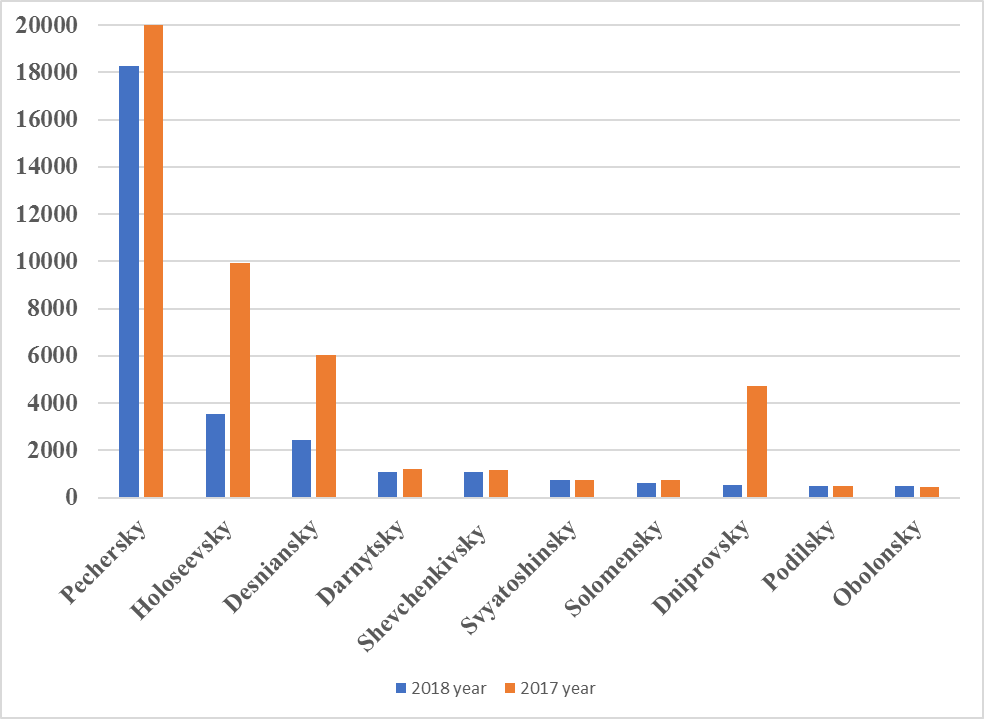 20000
18000
16000
14000
12000
10000
8000
6000
4000
2000
0
Pechersky
Holoseevsky
Desniansky
Darnytsky
Shevchenkivsky
Svyatoshinsky
Solomensky
Dniprovsky
Podilsky
Obolonsky
2018 year 2017 year